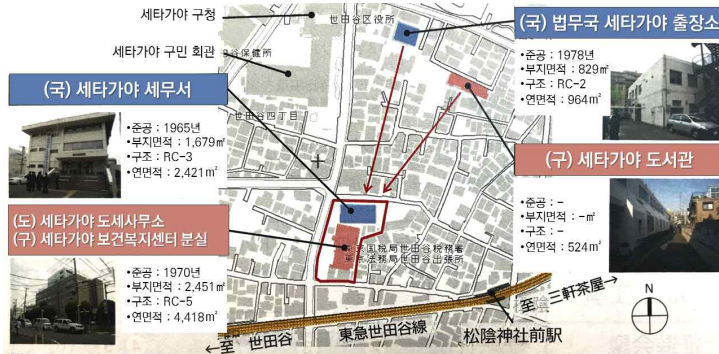 세타가야 구청
세타가야 구민 회관
(국) 세타가야 세무서
•준공 : 1965년
•부지면적 : 1,679㎡
•구조 : RC-3
•연면적 : 2,421㎡
(도) 세타가야 도세사무소
(구) 세타가야 보건복지센터 분실
•준공 : 1970년
•부지면적 : 2,451㎡
•구조 : RC-5
•연면적 : 4,418㎡
世田谷区役所
谷保健所
世田谷四丁目
京国税局世田谷税務署
東京法務局世田谷出張所
(국) 법무국 세타가야 출장소
•준공 : 1978년
•부지면적 : 829㎡
•구조 : RC-2
•연면적 : 964㎡
(구) 세타가야 도서관
•준공 : -
•부지면적 : -㎡
•구조 : -
•연면적 : 524㎡
N
至 三軒茶屋→
松陰神社前駅
東急世田谷線
←至 世田谷